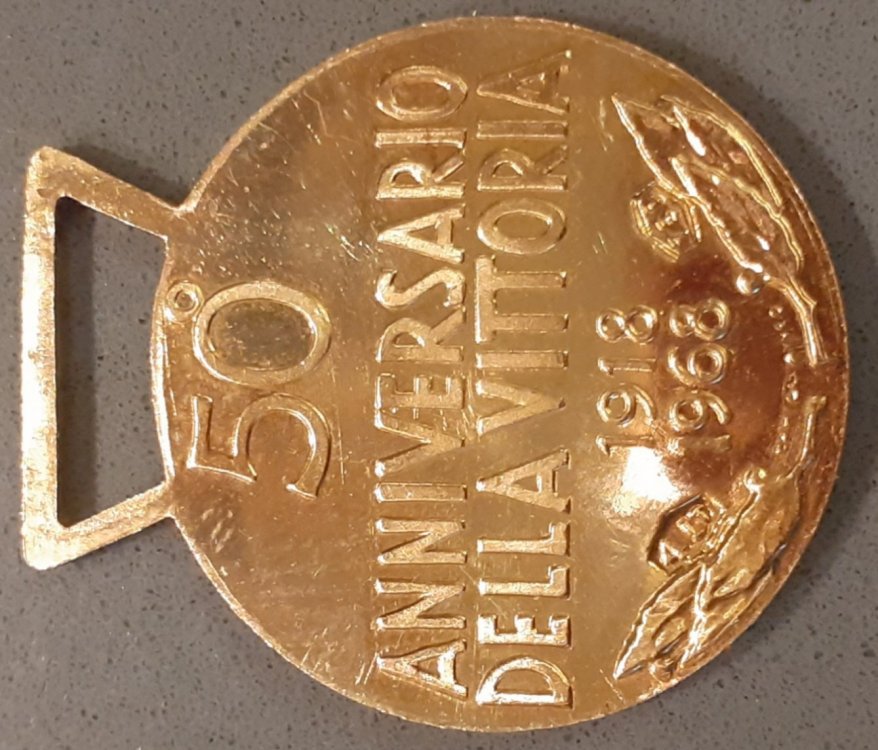 50°
ANNIVERSARIO
DELLA VITTORIA
1918
1968